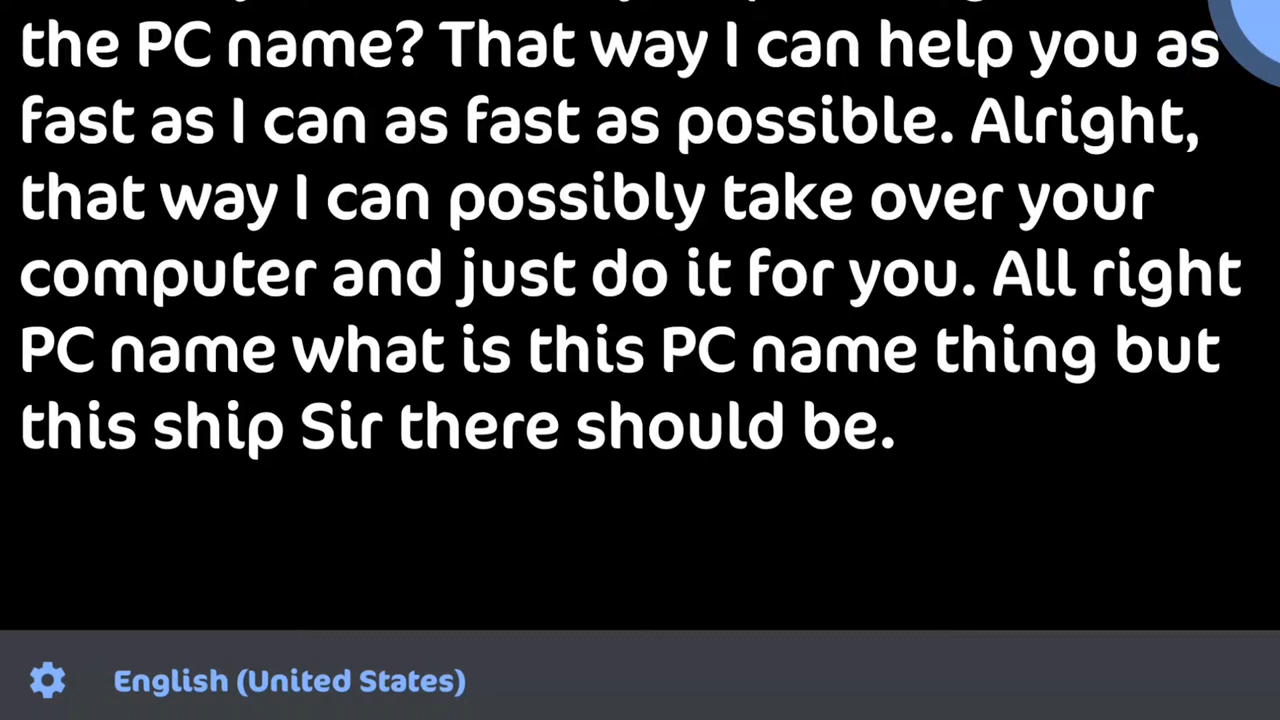 the PC name? That way I can help you as
fast as I can as fast as possible. Alright,
that way I can possibly take over your
computer and just do it for you. All right
PC name what is this PC name thing but
this ship Sir there should be.
English (United States)